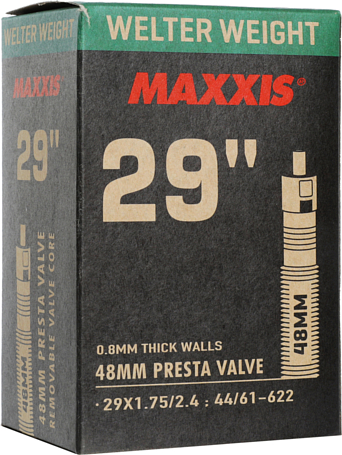 WELTER WEIGHT
WELTER WEIGHT
MAXXIS
MAXXIS®
29"
29"
48MM
48MM PRESTA VALVE
REMOVABLE VALVE CORE
48MM
0.8MM THICK WALLS
48MM PRESTA VALVE
·29X1.75/2.4 : 44/61-622